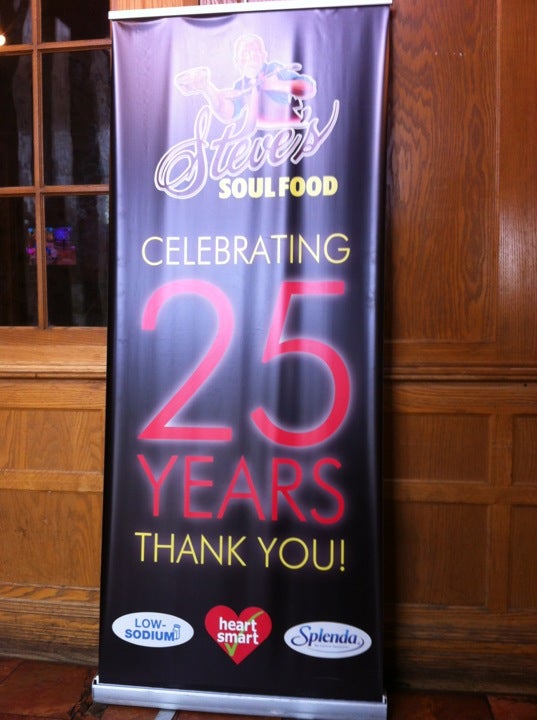 Steve's
SOUL FOOD
CELEBRATING
25
YEARS
THANK YOU!
LOW-
SODIUM
heart
smart
Splenda